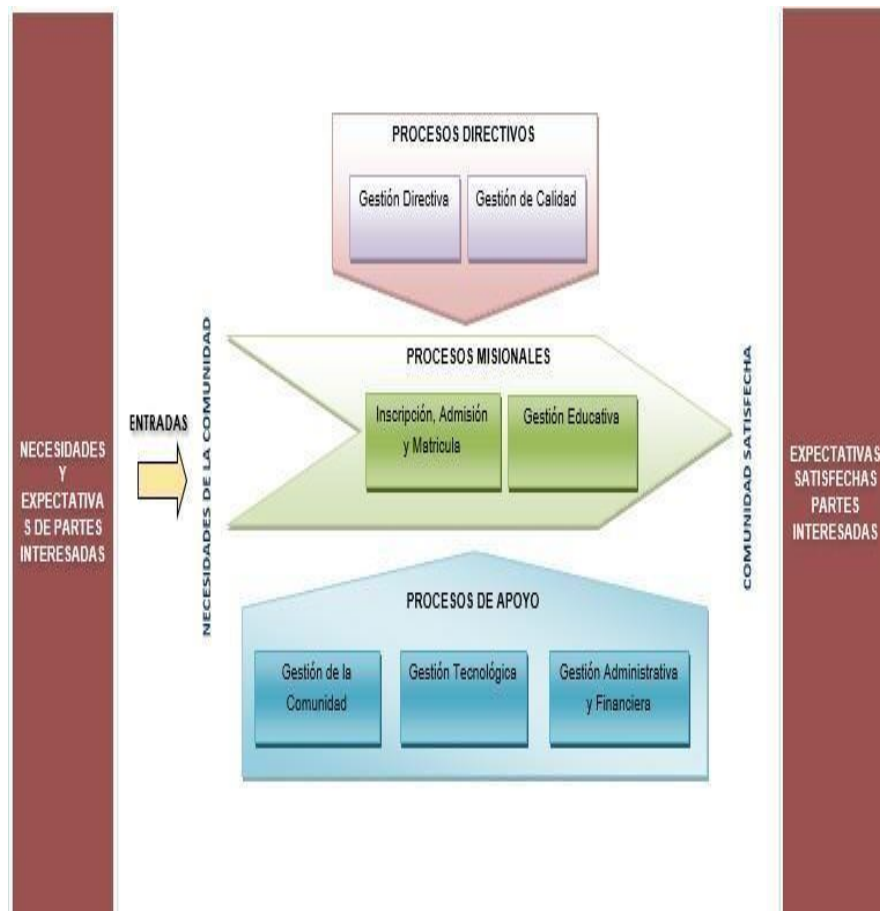 PROCESOS DIRECTIVOS
Gestión Directiva
Gestión de Calidad
NECESIDADES
Y
EXPECTATIVA
S DE PARTES
INTERESADAS
ENTRADAS
NECESIDADES DE LA COMUNIDAD
PROCESOS MISIONALES
Inscripción, Admisión
y Matricula
Gestión Educativa
COMUNIDAD SATISFECHA
EXPECTATIVAS
SATISFECHAS
PARTES
INTERESADAS
PROCESOS DE APOYO
Gestión de la
Comunidad
Gestión Tecnológica
Gestión Administrativa
y Financiera